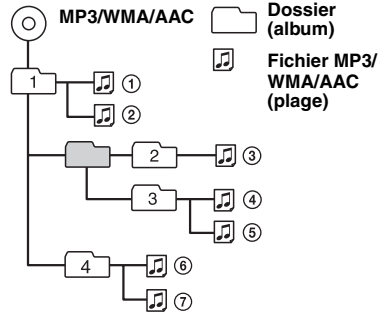 MP3/WMA/AAC
Dossier
(album)
Fichier MP3/
WMA/AAC
(plage)
1
①
②
2
③
3
④
⑤
4
⑥
⑦